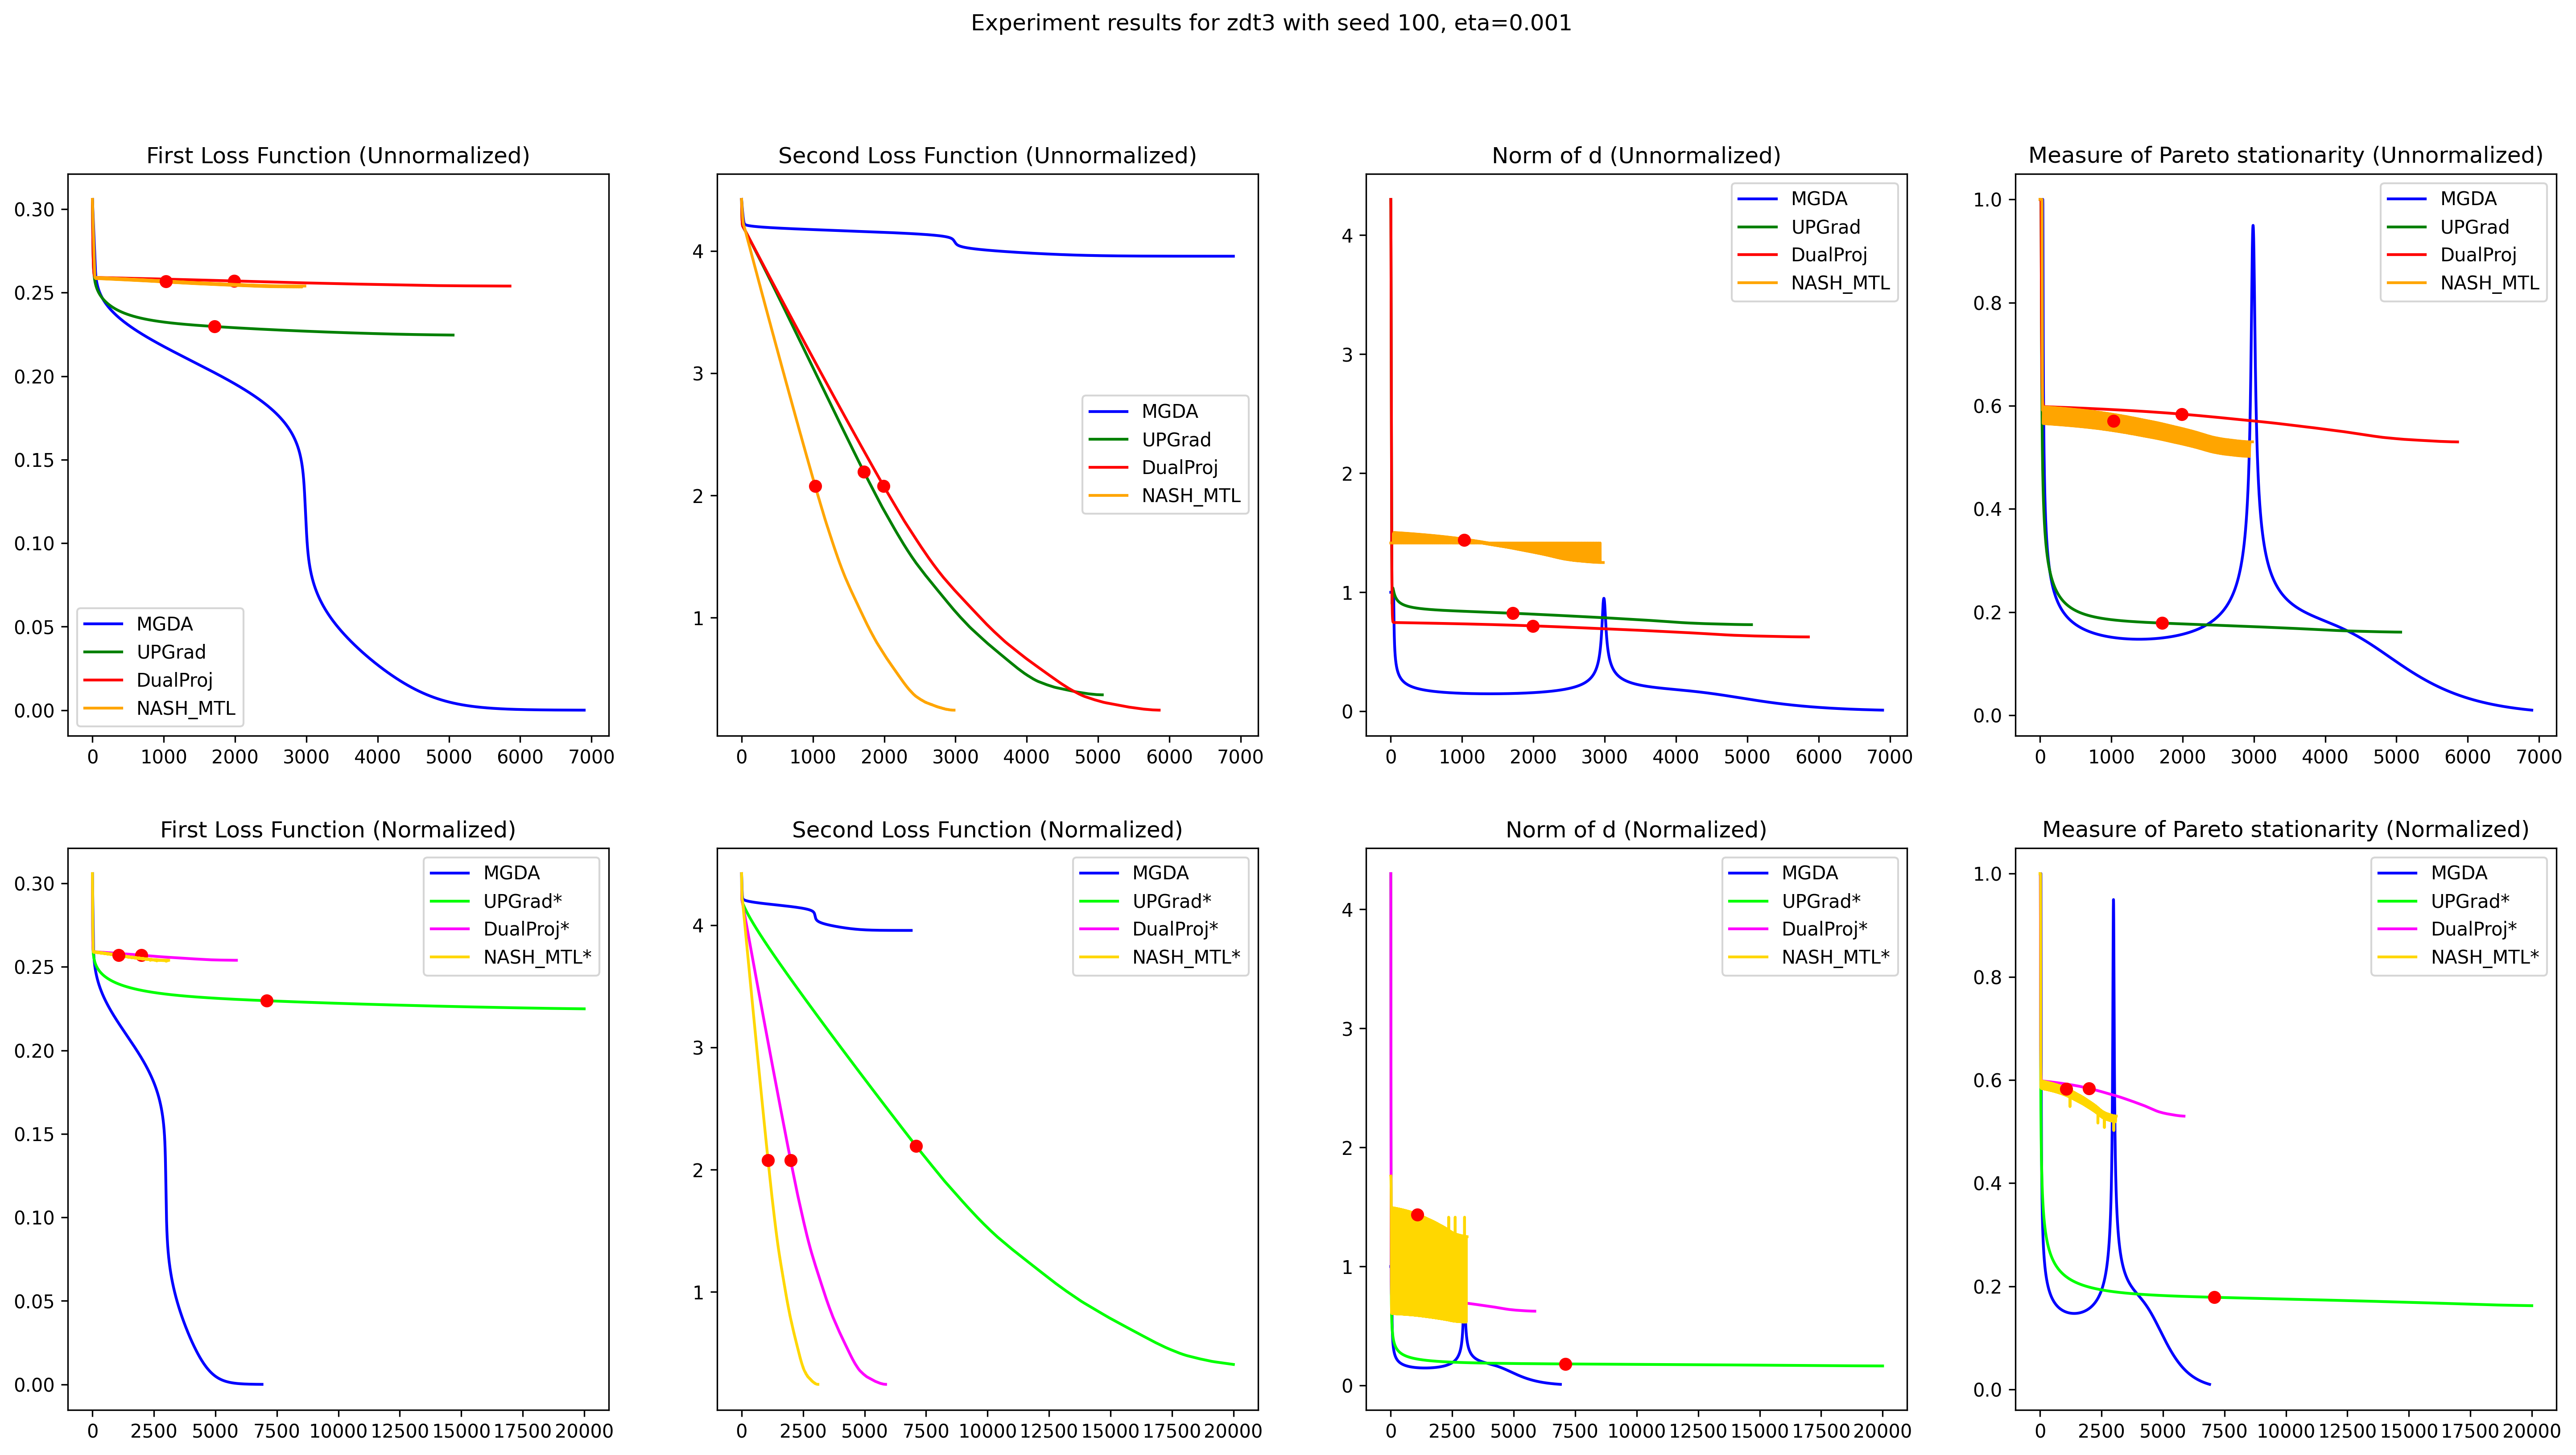 Experiment results for zdt3 with seed 100, eta=0.001
First Loss Function (Unnormalized)
0.30
0.25
0.20
0.15
0.10
0.05
0.00
MGDA
UPGrad
DualProj
NASH_MTL
0 1000 2000 3000 4000 5000 6000 7000
Second Loss Function (Unnormalized)
4
3
2
1
MGDA
UPGrad
DualProj
NASH_MTL
0 1000 2000 3000 4000 5000 6000 7000
Norm of d (Unnormalized)
4
3
2
1
0
MGDA
UPGrad
DualProj
NASH_MTL
0 1000 2000 3000 4000 5000 6000 7000
Measure of Pareto stationarity (Unnormalized)
1.0
0.8
0.6
0.4
0.2
0.0
MGDA
UPGrad
DualProj
NASH_MTL
0 1000 2000 3000 4000 5000 6000 7000
First Loss Function (Normalized)
0.30
0.25
0.20
0.15
0.10
0.05
0.00
MGDA
UPGrad*
DualProj*
NASH_MTL*
0 2500 5000 7500 10000 12500 15000 17500 20000
Second Loss Function (Normalized)
4
3
2
1
MGDA
UPGrad*
DualProj*
NASH_MTL*
0 2500 5000 7500 10000 12500 15000 17500 20000
Norm of d (Normalized)
4
3
2
1
0
MGDA
UPGrad*
DualProj*
NASH_MTL*
0 2500 5000 7500 10000 12500 15000 17500 20000
Measure of Pareto stationarity (Normalized)
1.0
0.8
0.6
0.4
0.2
0.0
MGDA
UPGrad*
DualProj*
NASH_MTL*
0 2500 5000 7500 10000 12500 15000 17500 20000